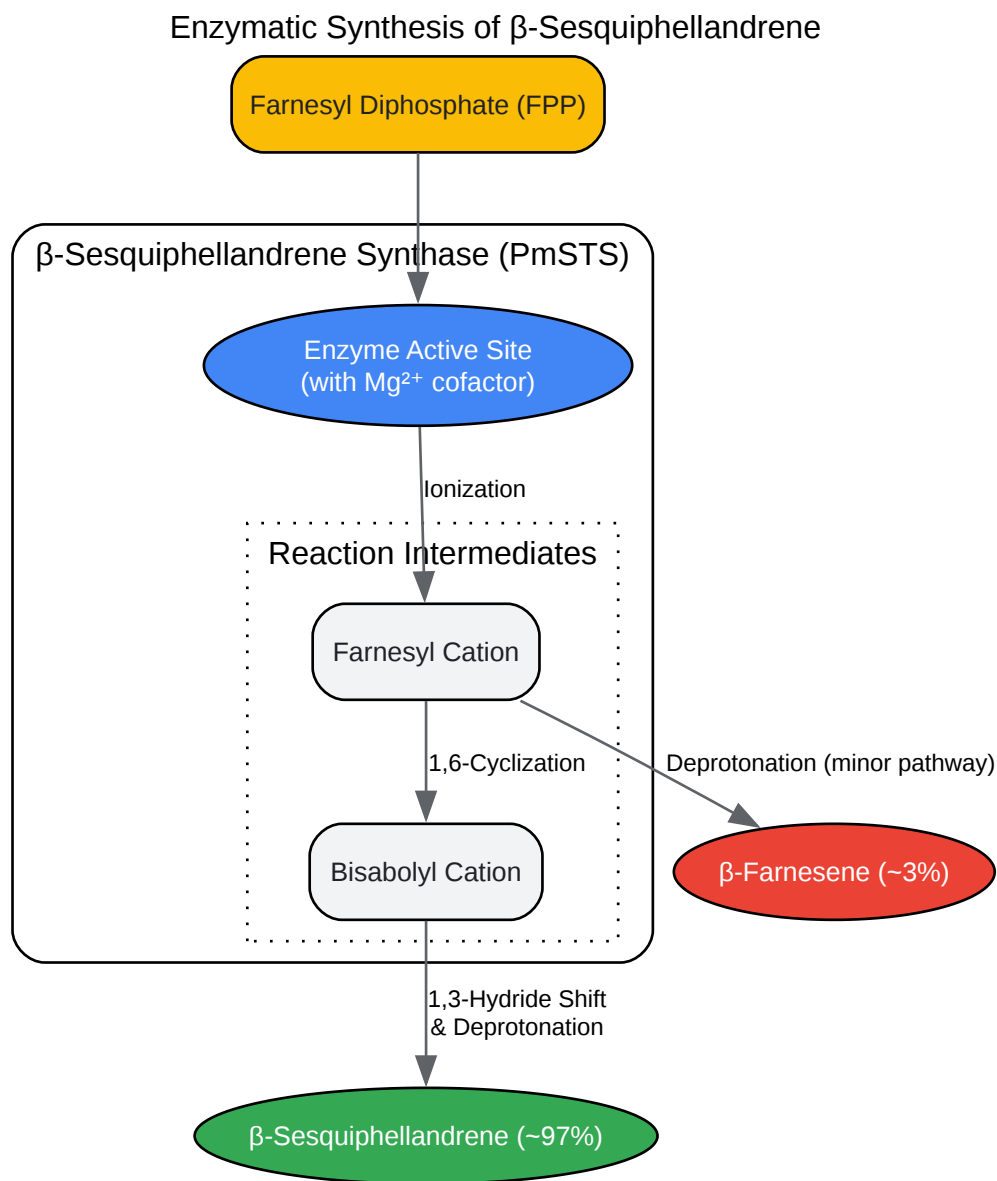 Enzymatic Synthesis of β-Sesquiphellandrene
Farnesyl Diphosphate (FPP)
β-Sesquiphellandrene Synthase (PmSTS)
Enzyme Active Site
(with Mg²⁺ cofactor)
Ionization
Reaction Intermediates
Farnesyl Cation
1,6-Cyclization
Deprotonation (minor pathway)
Bisabolyl Cation
β-Farnesene (~3%)
1,3-Hydride Shift
& Deprotonation
β-Sesquiphellandrene (~97%)